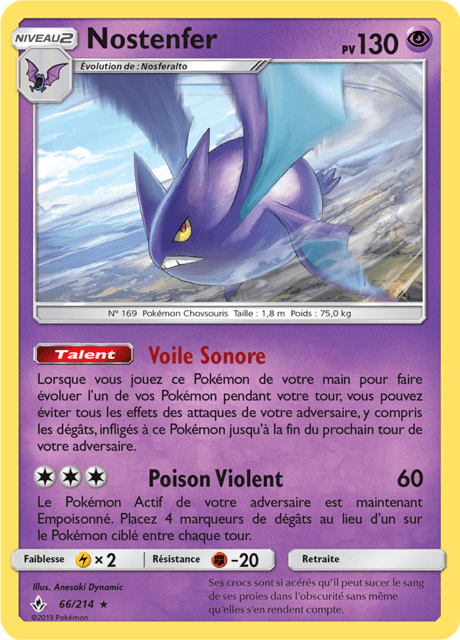 NIVEAU2
Nostenfer
PV130
Évolution de : Nosferalto
N° 169 Pokémon Chovsouris Taille : 1,8 m Poids : 75,0 kg
Talent Voile Sonore
Lorsque vous jouez ce Pokémon de votre main pour faire
évoluer l'un de vos Pokémon pendant votre tour, vous pouvez
éviter tous les effets des attaques de votre adversaire, y compris
les dégâts, infligés à ce Pokémon jusqu'à la fin du prochain tour de
votre adversaire.
Poison Violent 60
Le Pokémon Actif de votre adversaire est maintenant
Empoisonné. Placez 4 marqueurs de dégâts au lieu d'un sur
le Pokémon ciblé entre chaque tour.
Faiblesse ×2 Résistance -20 Retraite
Illus. Anesaki Dynamic
66/214 ★
©2019 Pokémon
Ses crocs sont si acérés qu'il peut sucer le sang
de ses proies dans l'obscurité sans même
qu'elles s'en rendent compte.